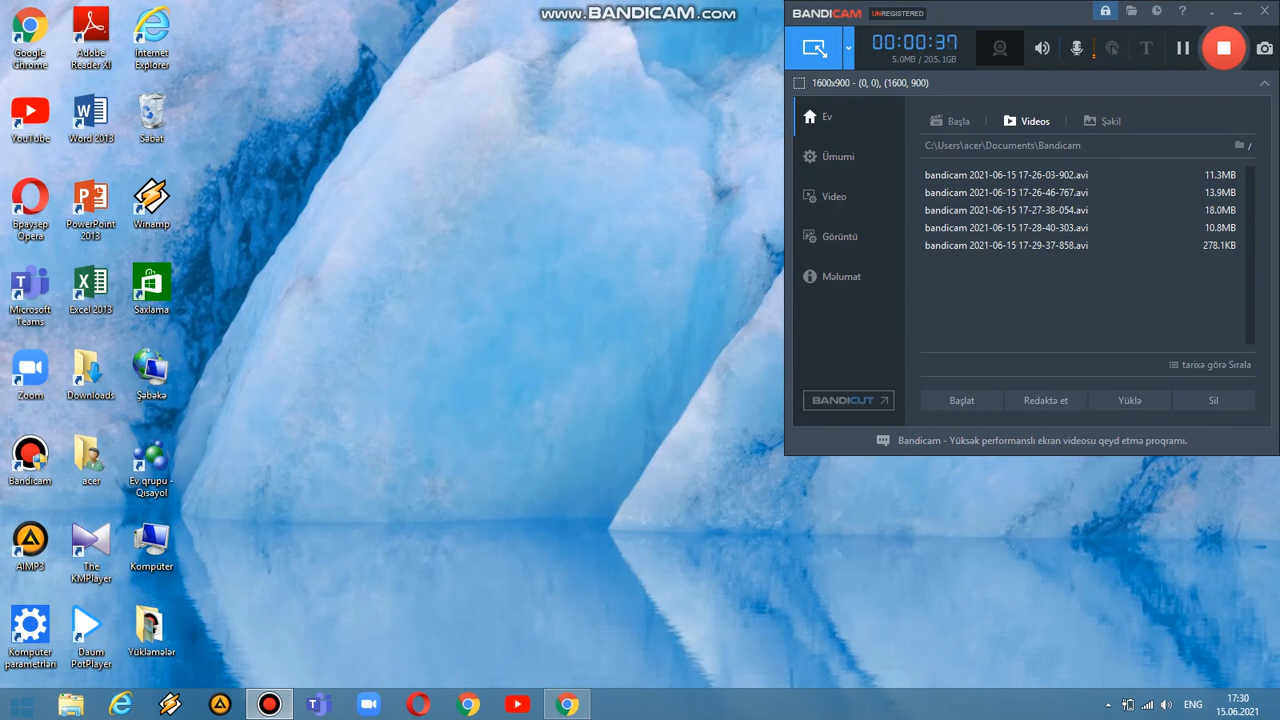 www.BANDICAM.com
Google
Chrome
Adobe
Reader XI
Internet
Explorer
YouTube
Word 2013
Səbət
Браузер
Opera
PowerPoint
2013
Winamp
Microsoft
Teams
Excel 2013
Saxlama
Zoom
Downloads
Şəbəkə
Bandicam
acer
Ev qrupu -
Qısayol
AIMP3
The
KMPlayer
Kompüter
Komputer
parametrləri
Daum
PotPlayer
Yükləmələr
BANDICAM UNREGISTERED
00:00:37
5.0MB / 205.1GB
1600x900 - (0, 0), (1600, 900)
Ev
Ümumi
Video
Görüntü
Məlumat
BANDICUT
Başla
Videos
Şəkil
C:\Users\acer\Documents\Bandicam
bandicam 2021-06-15 17-26-03-902.avi 11.3MB
bandicam 2021-06-15 17-26-46-767.avi 13.9MB
bandicam 2021-06-15 17-27-38-054.avi 18.0MB
bandicam 2021-06-15 17-28-40-303.avi 10.8MB
bandicam 2021-06-15 17-29-37-858.avi 278.1KB
tarixə görə Sırala
Başlat
Redaktə et
Yüklə
Sil
Bandicam - Yüksək performanslı ekran videosu qeyd etmə proqramı.
ENG
17:30
15.06.2021